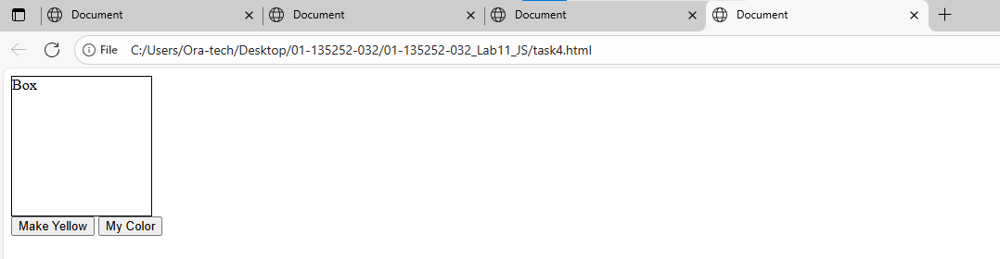 Document Document Document Document
File C:/Users/Ora-tech/Desktop/01-135252-032/01-135252-032_Lab11_JS/task4.html
Box
Make Yellow My Color